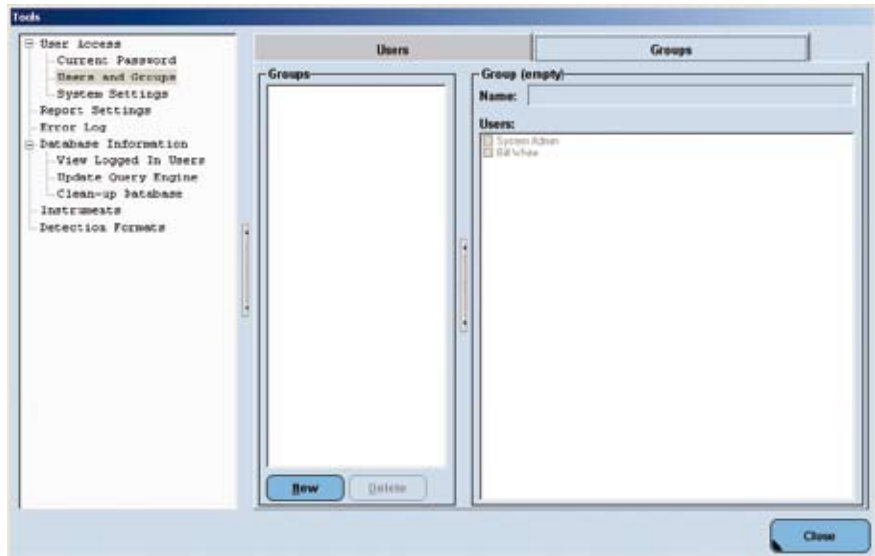 Tools
User Access
Current Password
Users and Groups
System Settings
Report Settings
Error Log
Database Information
View Logged In Users
Update Query Engine
Clean-up Database
Instruments
Detection Formats
Users
Groups
Groups
New
Delete
Group (empty)
Name:
Users:
System Admin
Bill White
Close